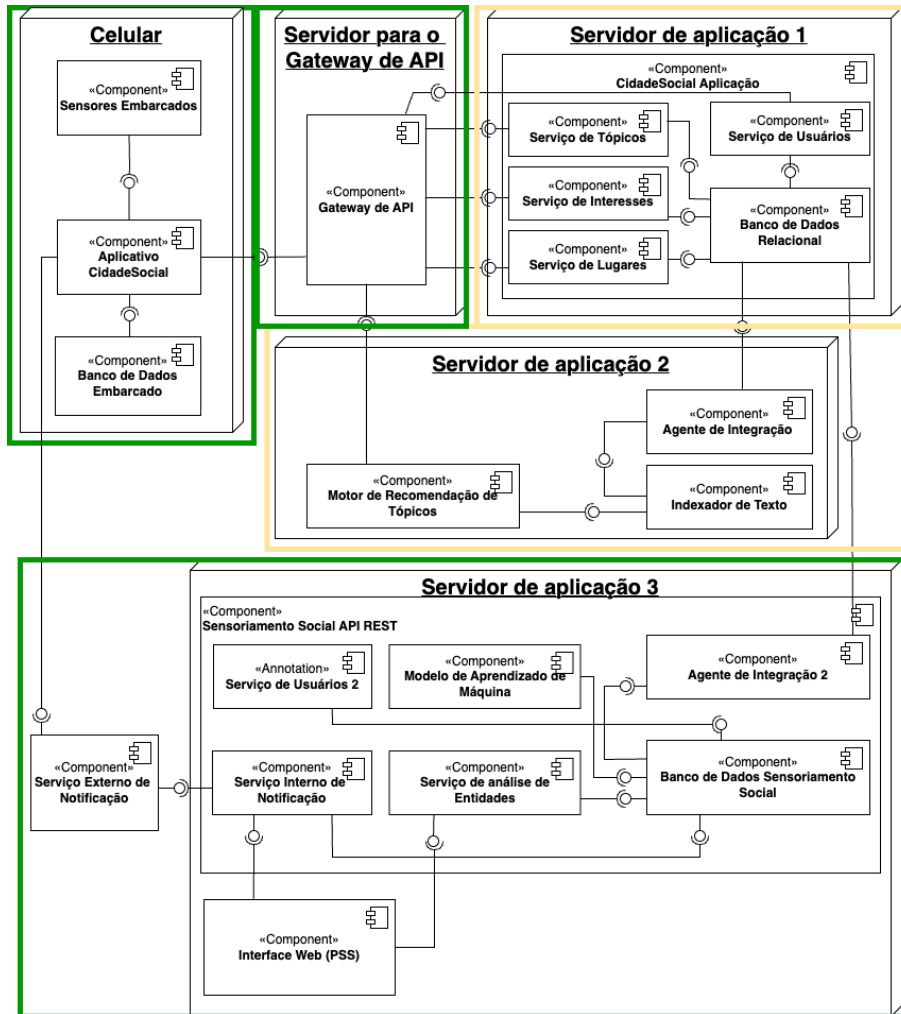 Celular
«Component»
Sensores Embarcados
«Component»
Aplicativo
CidadeSocial
«Component»
Banco de Dados
Embarcado
Servidor para o
Gateway de API
«Component»
Gateway de API
Servidor de aplicação 1
«Component»
CidadeSocial Aplicação
«Component»
Serviço de Tópicos
«Component»
Serviço de Usuários
«Component»
Serviço de Interesses
«Component»
Banco de Dados
Relacional
«Component»
Serviço de Lugares
Servidor de aplicação 2
«Component»
Agente de Integração
«Component»
Motor de Recomendação de
Tópicos
«Component»
Indexador de Texto
Servidor de aplicação 3
«Component»
Sensoriamento Social API REST
«Annotation»
Serviço de Usuários 2
«Component»
Modelo de Aprendizado de
Máquina
«Component»
Agente de Integração 2
«Component»
Serviço Externo de
Notificação
«Component»
Serviço Interno de
Notificação
«Component»
Serviço de análise de
Entidades
«Component»
Banco de Dados Sensoriamento
Social
«Component»
Interface Web (PSS)